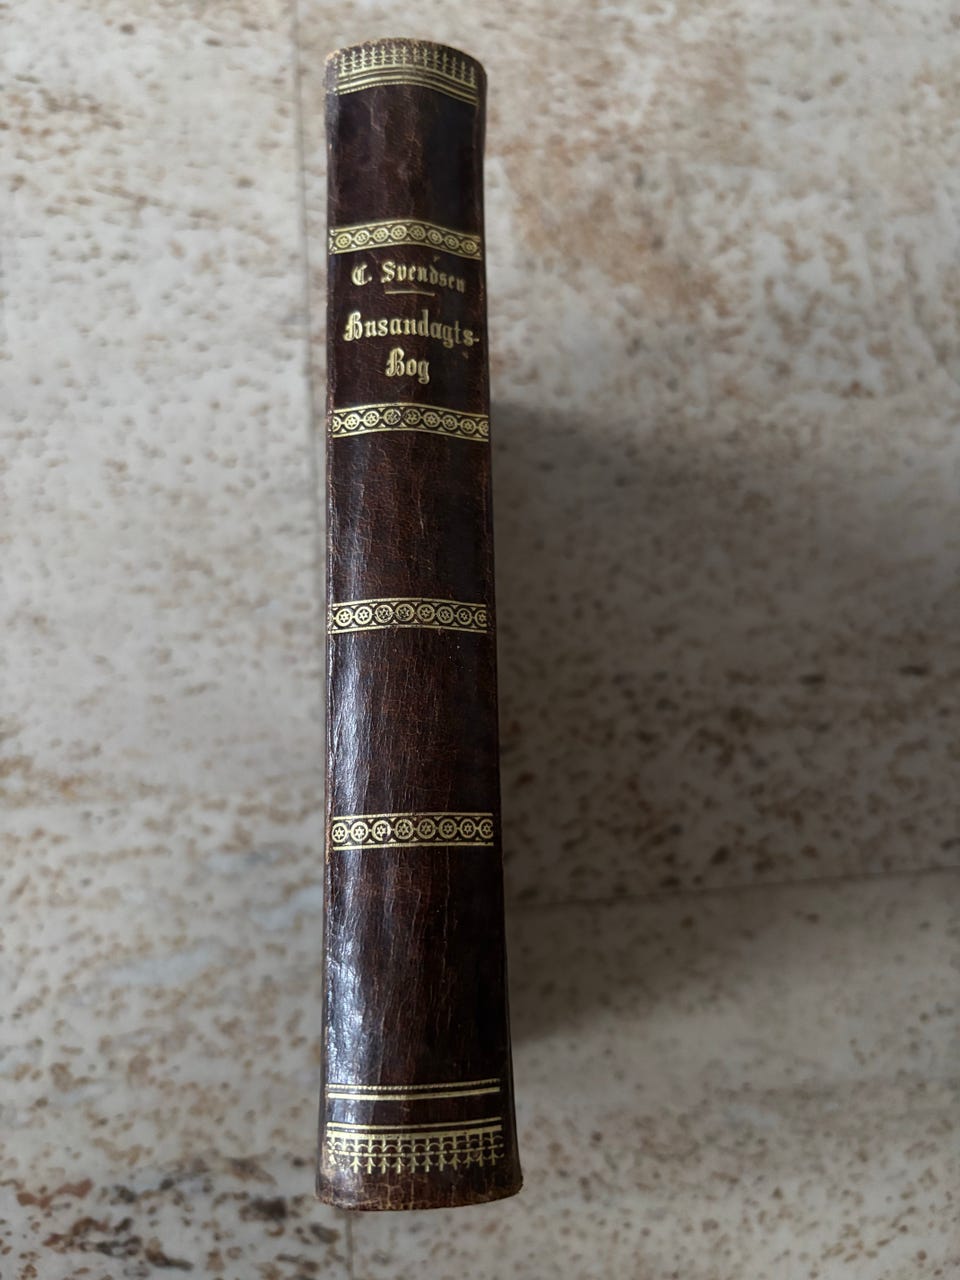 C. Svendsen
Husandagts-
Bog